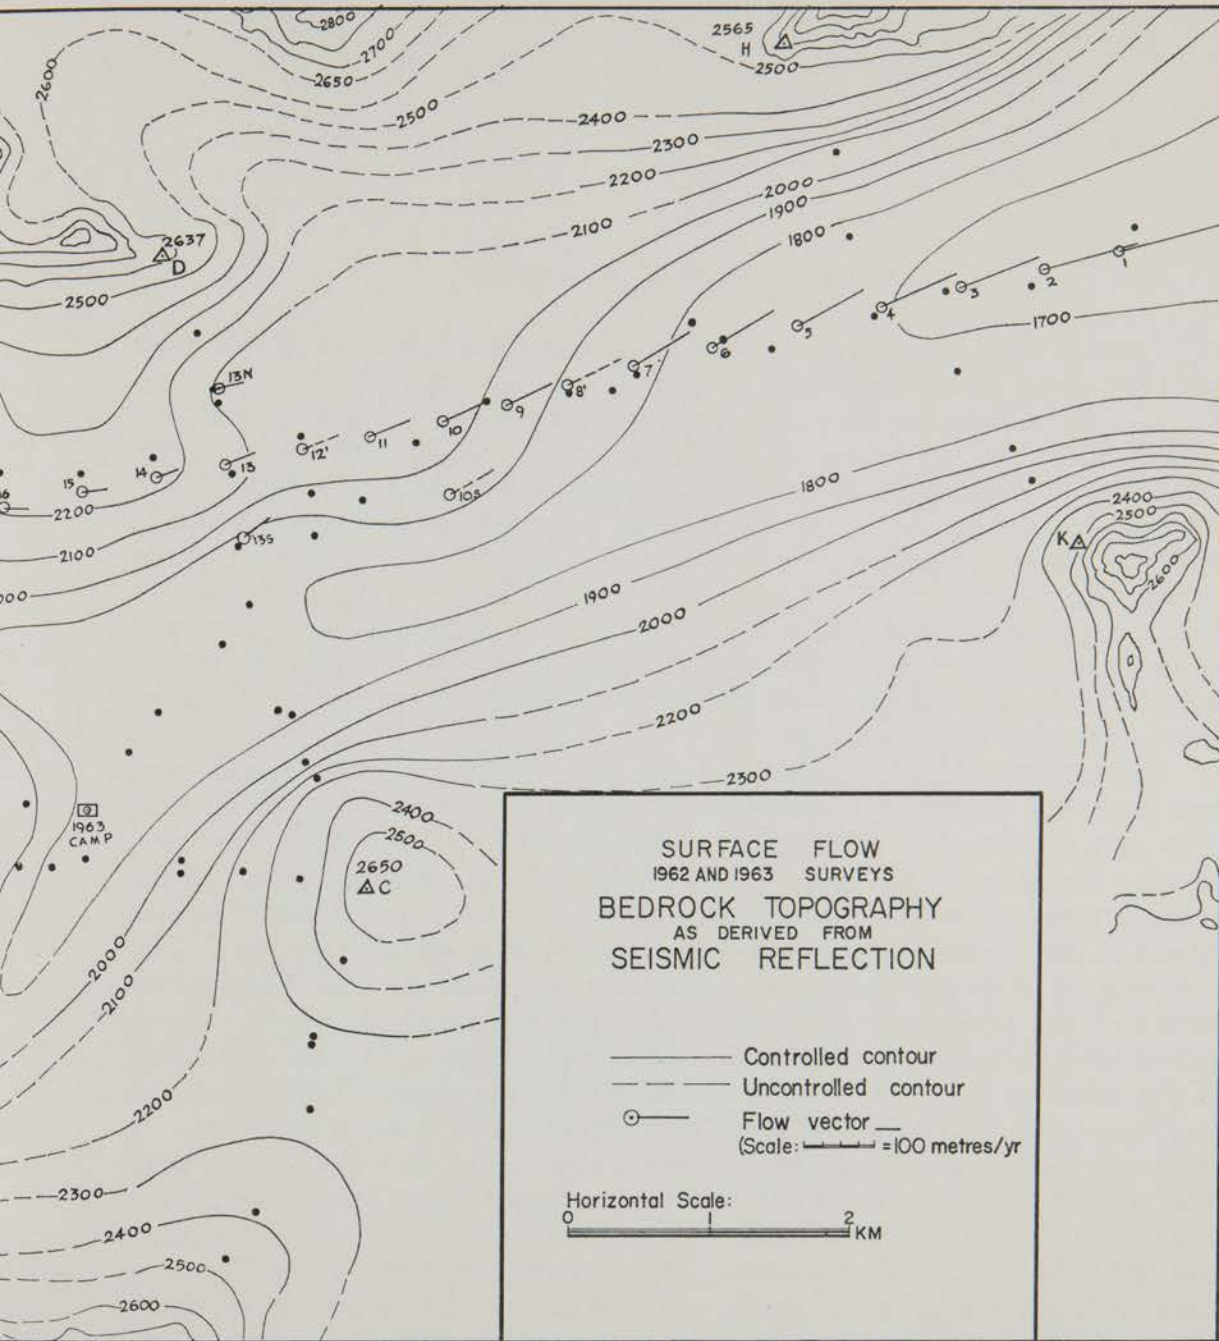 2800
2700
2650
2600
2565
H
2500
2500
2400
2300
2200
2000
1900
2100
1800
2637
D
2500
1
2
3
4
5
6
7
8'
9
10
11
12'
13
13N
14
15
16
10S
13S
1700
2200
2100
1800
2400
2500
K
2600
1900
2000
2200
2300
1963
CAMP
2400
2500
2650
C
2000
2100
2200
2300
2400
2500
2600
SURFACE FLOW
1962 AND 1963 SURVEYS
BEDROCK TOPOGRAPHY
AS DERIVED FROM
SEISMIC REFLECTION
Controlled contour
Uncontrolled contour
Flow vector
(Scale: = 100 metres/yr
Horizontal Scale:
0 1 2
KM